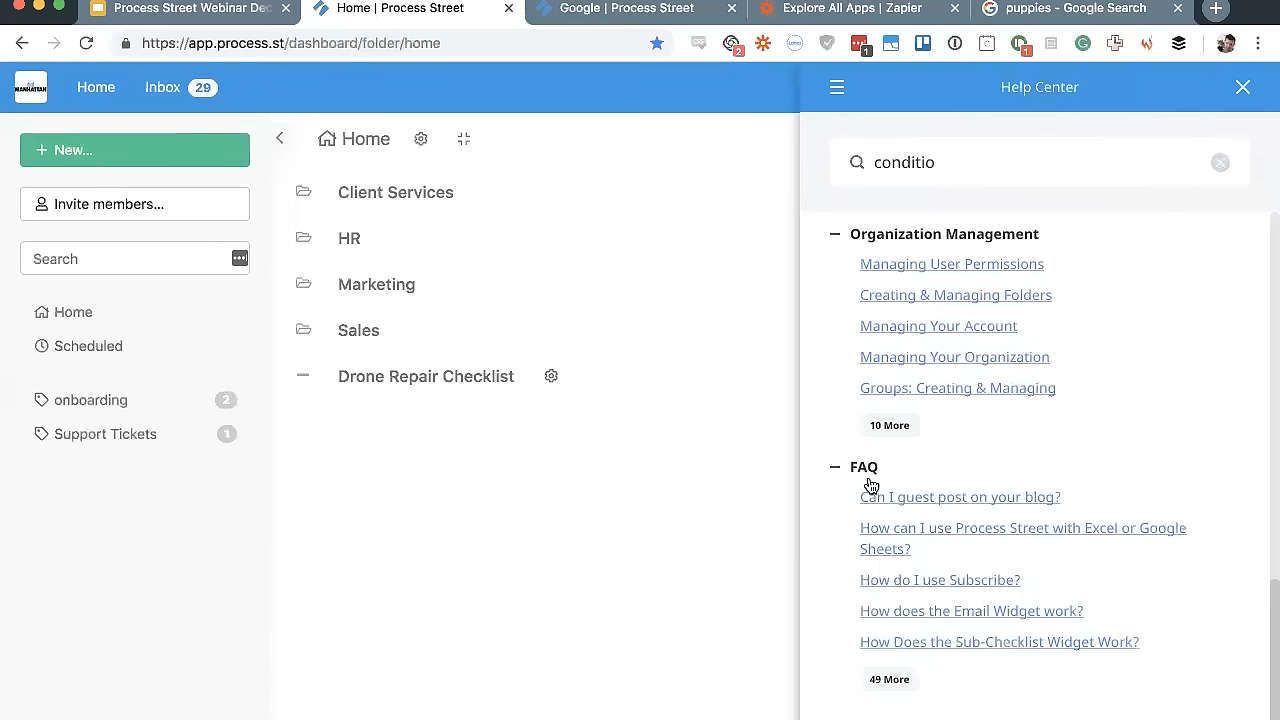 Process Street Webinar Dec
Home | Process Street
Google | Process Street
Explore All Apps | Zapier
puppies - Google Search
https://app.process.st/dashboard/folder/home
2
1
1
MANHATTAN
Home
Inbox 29
Help Center
+ New...
Invite members...
Search
Home
Scheduled
onboarding 2
Support Tickets 1
Home
Client Services
HR
Marketing
Sales
Drone Repair Checklist
conditio
Organization Management
Managing User Permissions
Creating & Managing Folders
Managing Your Account
Managing Your Organization
Groups: Creating & Managing
10 More
FAQ
Can I guest post on your blog?
How can I use Process Street with Excel or Google
Sheets?
How do I use Subscribe?
How does the Email Widget work?
How Does the Sub-Checklist Widget Work?
49 More